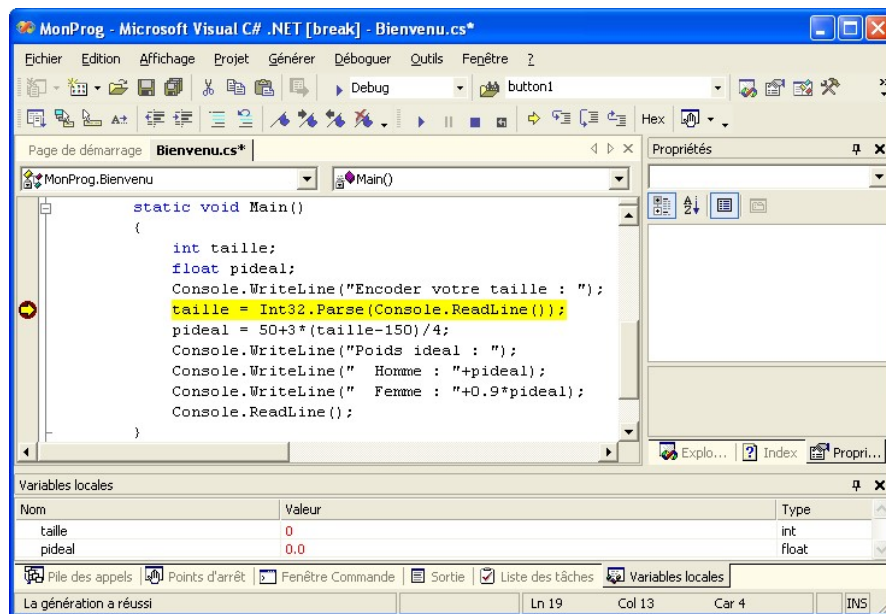 MonProg - Microsoft Visual C# .NET [break] - Bienvenu.cs*
Fichier Edition Affichage Projet Générer Déboguer Outils Fenêtre ?
Debug button1
Hex
Page de démarrage Bienvenu.cs*
Propriétés
MonProg.Bienvenu Main()
static void Main()
{
int taille;
float pideal;
Console.WriteLine("Encoder votre taille : ");
taille = Int32.Parse(Console.ReadLine());
pideal = 50+3*(taille-150)/4;
Console.WriteLine("Poids ideal : ");
Console.WriteLine("  Homme : "+pideal);
Console.WriteLine("  Femme : "+0.9*pideal);
Console.ReadLine();
}
Explo... Index Propri...
Variables locales
Nom Valeur Type
taille 0 int
pideal 0.0 float
Pile des appels Points d'arrêt Fenêtre Commande Sortie Liste des tâches Variables locales
La génération a réussi Ln 19 Col 13 Car 4 INS